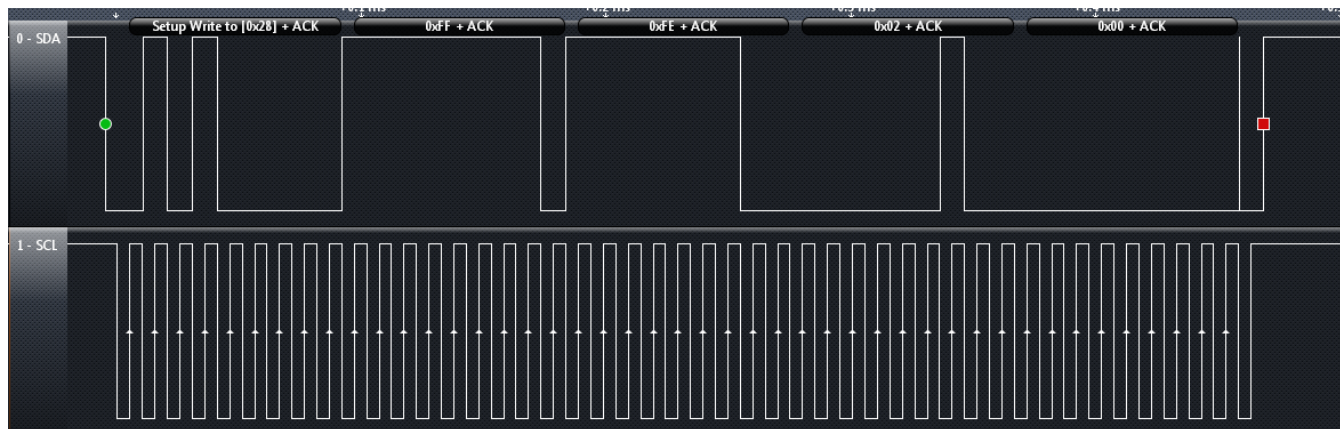 Setup Write to [0x28] + ACK
0xFF + ACK
0xFE + ACK
0x02 + ACK
0x00 + ACK
0 - SDA
1 - SCL